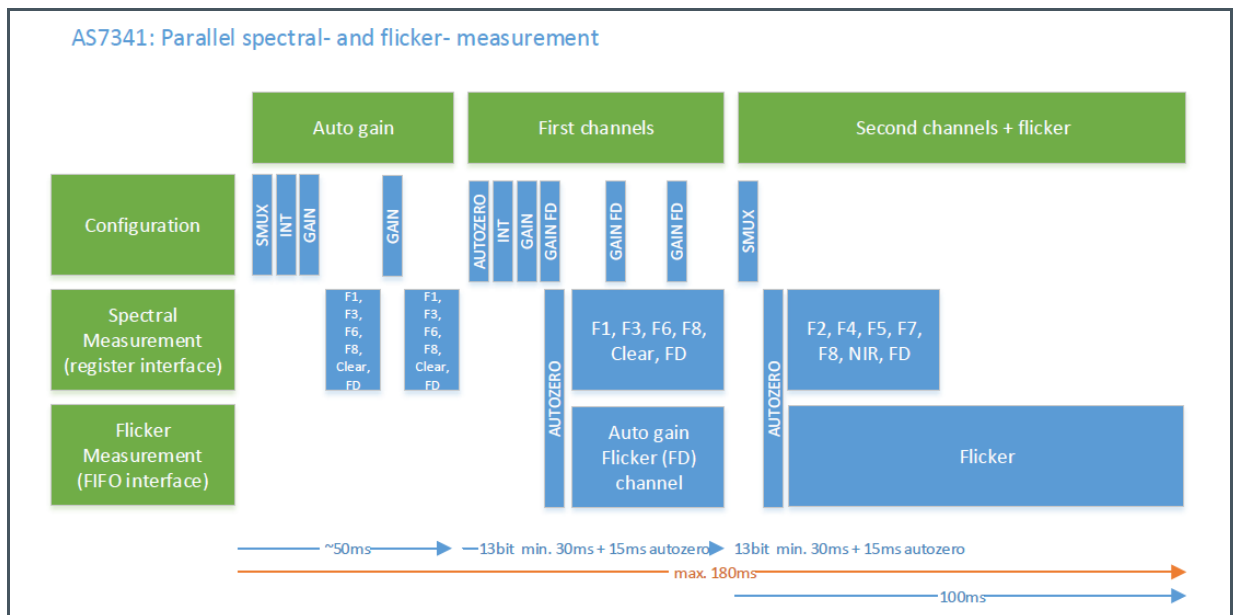 AS7341: Parallel spectral- and flicker- measurement
Auto gain
First channels
Second channels + flicker
Configuration
SMUX
INT
GAIN
GAIN
AUTOZERO
INT
GAIN
GAIN FD
GAIN FD
GAIN FD
SMUX
Spectral
Measurement
(register interface)
F1,
F3,
F6,
F8,
Clear,
FD
F1,
F3,
F6,
F8,
Clear,
FD
AUTOZERO
F1, F3, F6, F8,
Clear, FD
AUTOZERO
F2, F4, F5, F7,
F8, NIR, FD
Flicker
Measurement
(FIFO interface)
Auto gain
Flicker (FD)
channel
Flicker
~50ms
13bit min. 30ms + 15ms autozero
13bit min. 30ms + 15ms autozero
max. 180ms
100ms